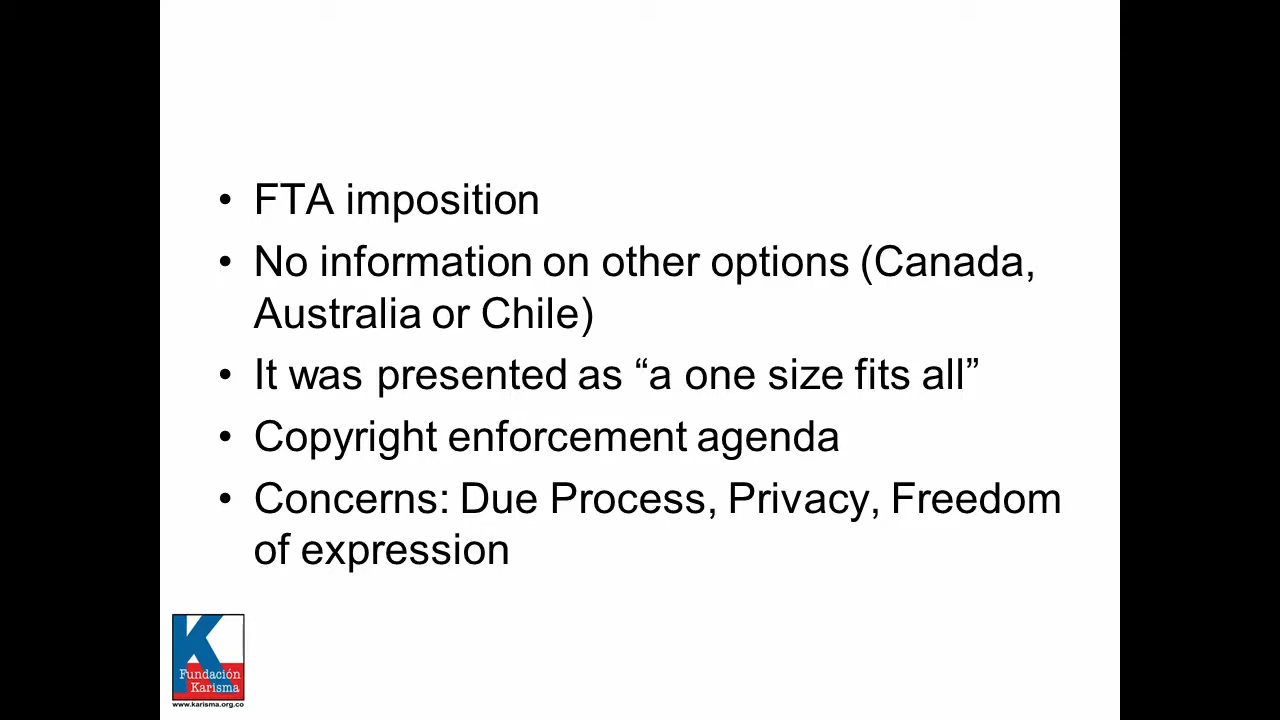 • FTA imposition
• No information on other options (Canada,
Australia or Chile)
• It was presented as “a one size fits all”
• Copyright enforcement agenda
• Concerns: Due Process, Privacy, Freedom
of expression
K
Fundación
Karisma
www.karisma.org.co